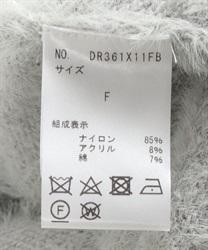 NO. DR361X11FB
サイズ
F
組成表示
ナイロン 85%
アクリル 8%
綿 7%
F
W